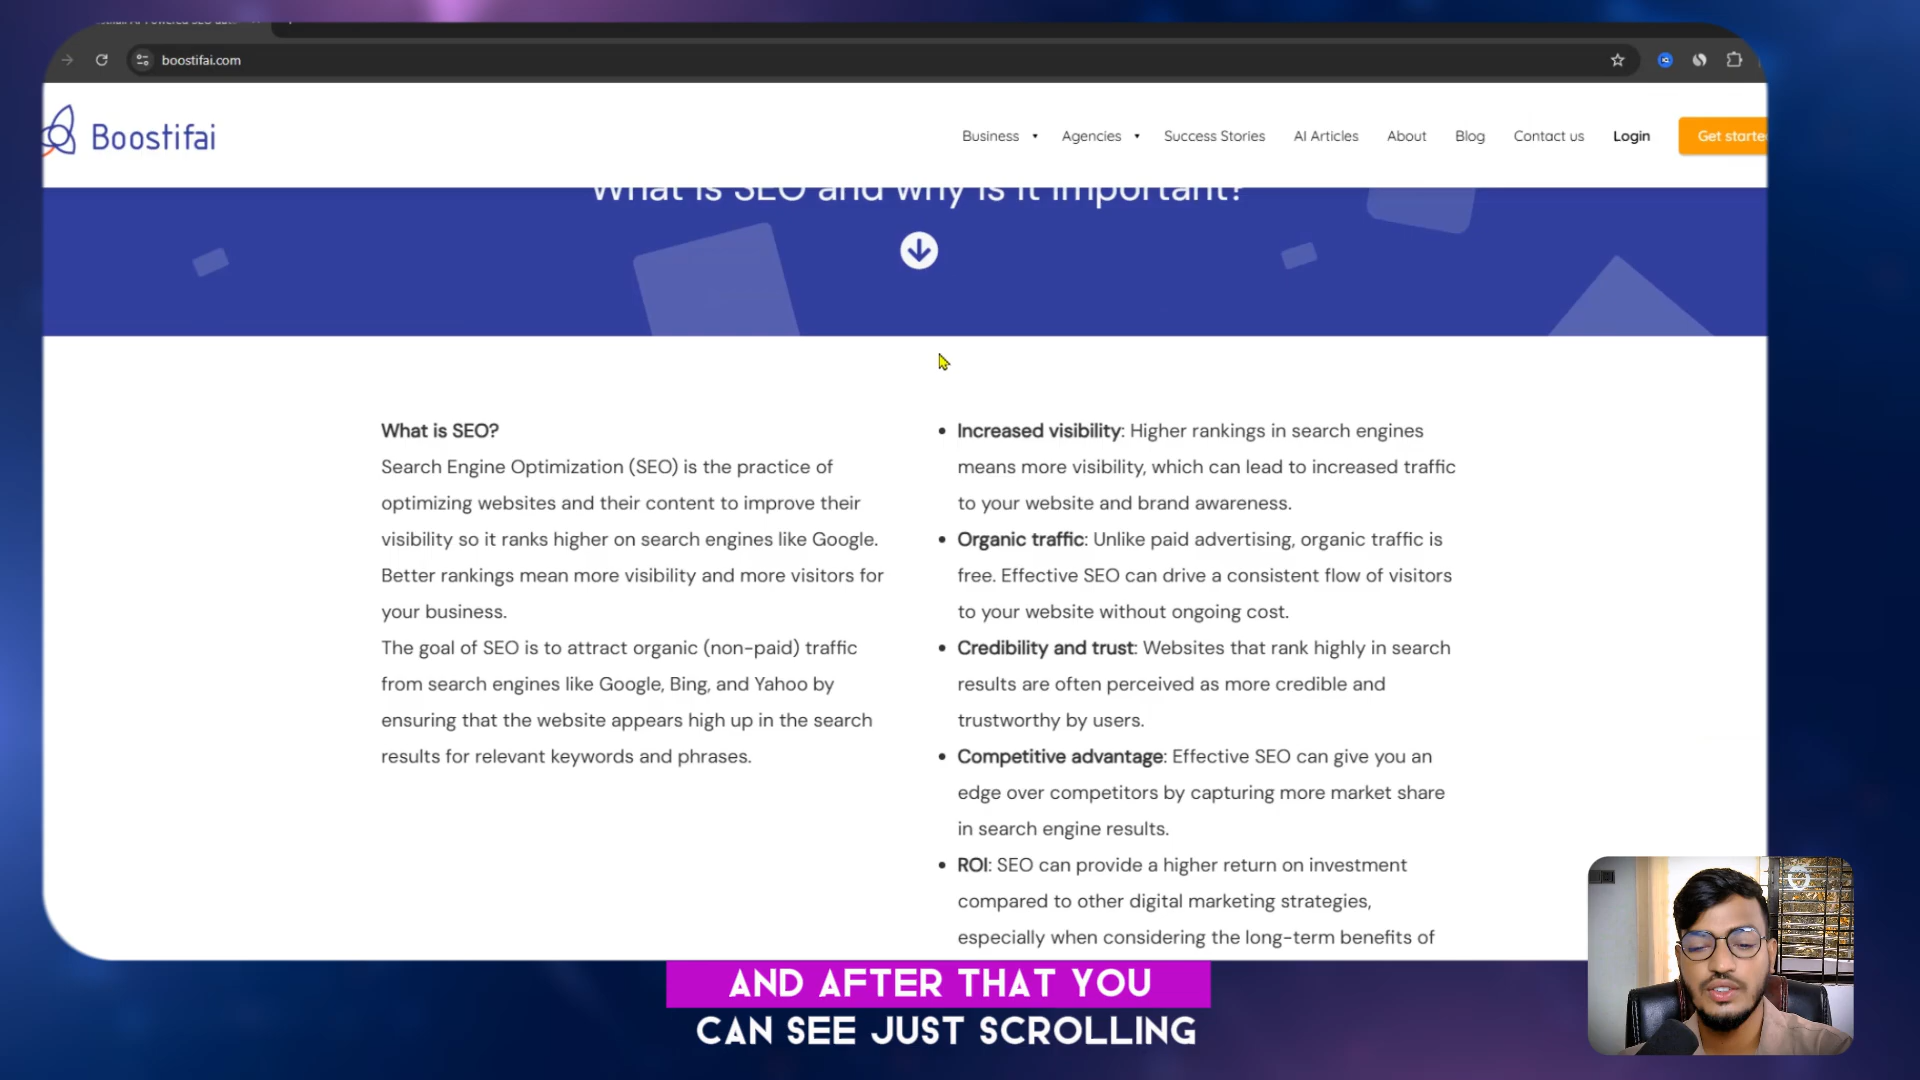 boostifai.com
Boostifai
Business
Agencies
Success Stories
AI Articles
About
Blog
Contact us
Login
Get starte
What is SEO and why is it important?
What is SEO?
Search Engine Optimization (SEO) is the practice of
optimizing websites and their content to improve their
visibility so it ranks higher on search engines like Google.
Better rankings mean more visibility and more visitors for
your business.
The goal of SEO is to attract organic (non-paid) traffic
from search engines like Google, Bing, and Yahoo by
ensuring that the website appears high up in the search
results for relevant keywords and phrases.
• Increased visibility: Higher rankings in search engines
means more visibility, which can lead to increased traffic
to your website and brand awareness.
• Organic traffic: Unlike paid advertising, organic traffic is
free. Effective SEO can drive a consistent flow of visitors
to your website without ongoing cost.
• Credibility and trust: Websites that rank highly in search
results are often perceived as more credible and
trustworthy by users.
• Competitive advantage: Effective SEO can give you an
edge over competitors by capturing more market share
in search engine results.
• ROI: SEO can provide a higher return on investment
compared to other digital marketing strategies,
especially when considering the long-term benefits of
AND AFTER THAT YOU
CAN SEE JUST SCROLLING